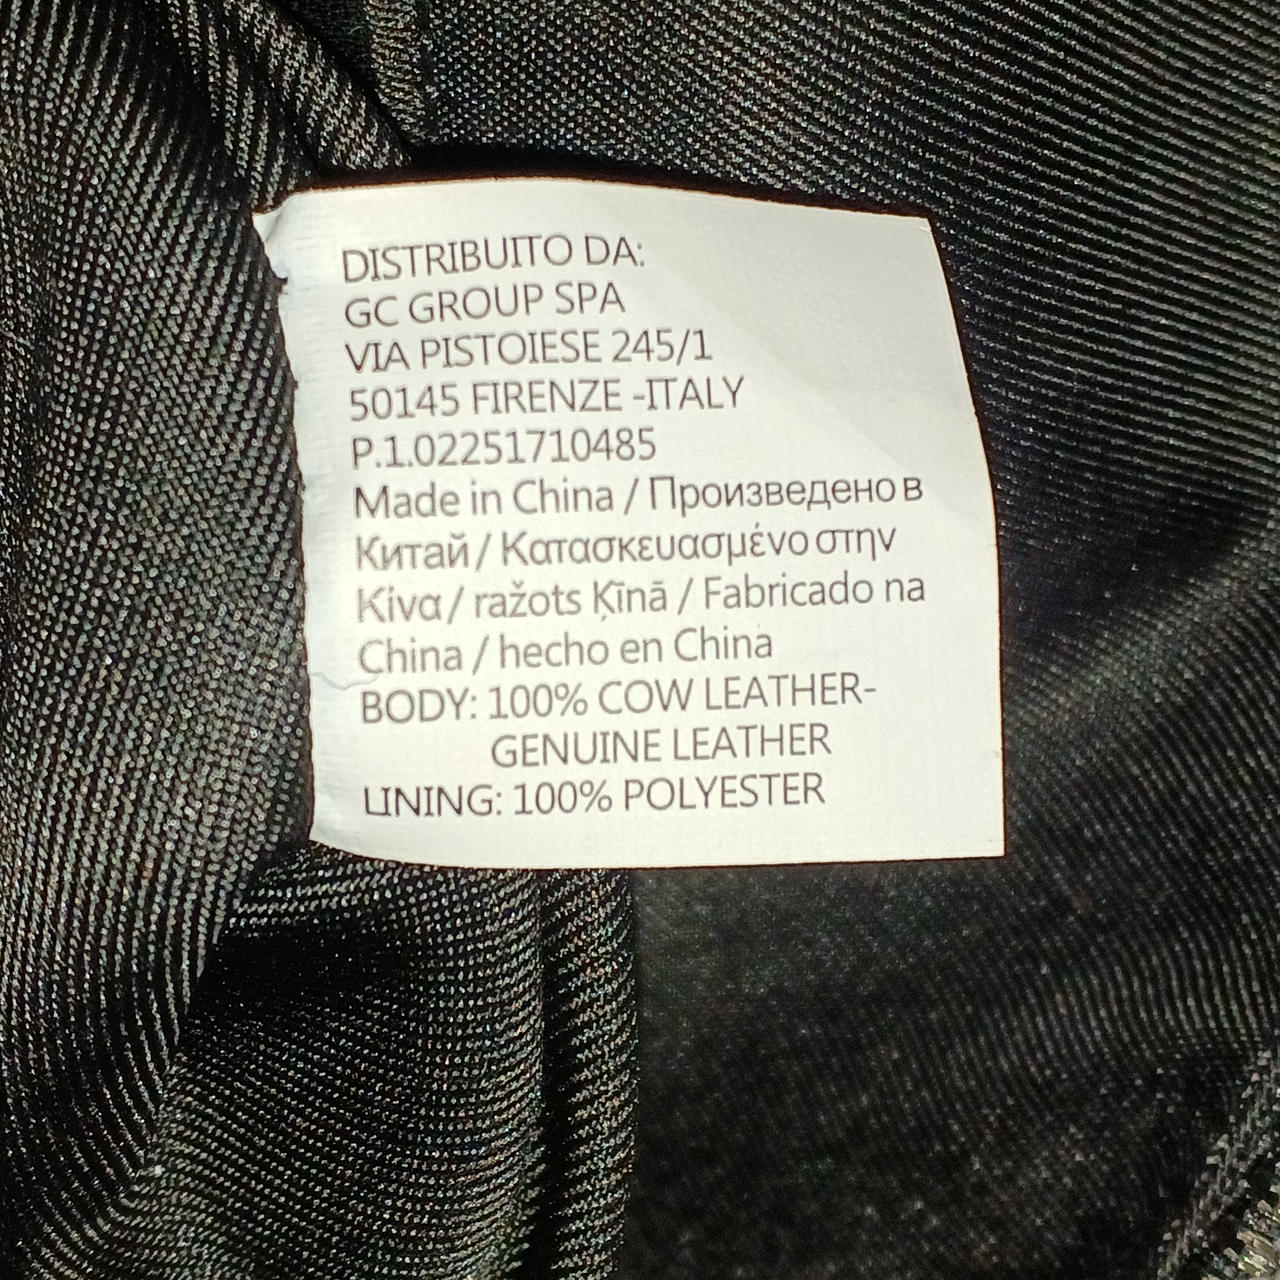 DISTRIBUITO DA:
GC GROUP SPA
VIA PISTOIESE 245/1
50145 FIRENZE -ITALY
P.1.02251710485
Made in China / Произведено в
Китай / Κατασκευασμένο στην
Κίνα / ražots Ķīnā / Fabricado na
China / hecho en China
BODY: 100% COW LEATHER-
GENUINE LEATHER
LINING: 100% POLYESTER